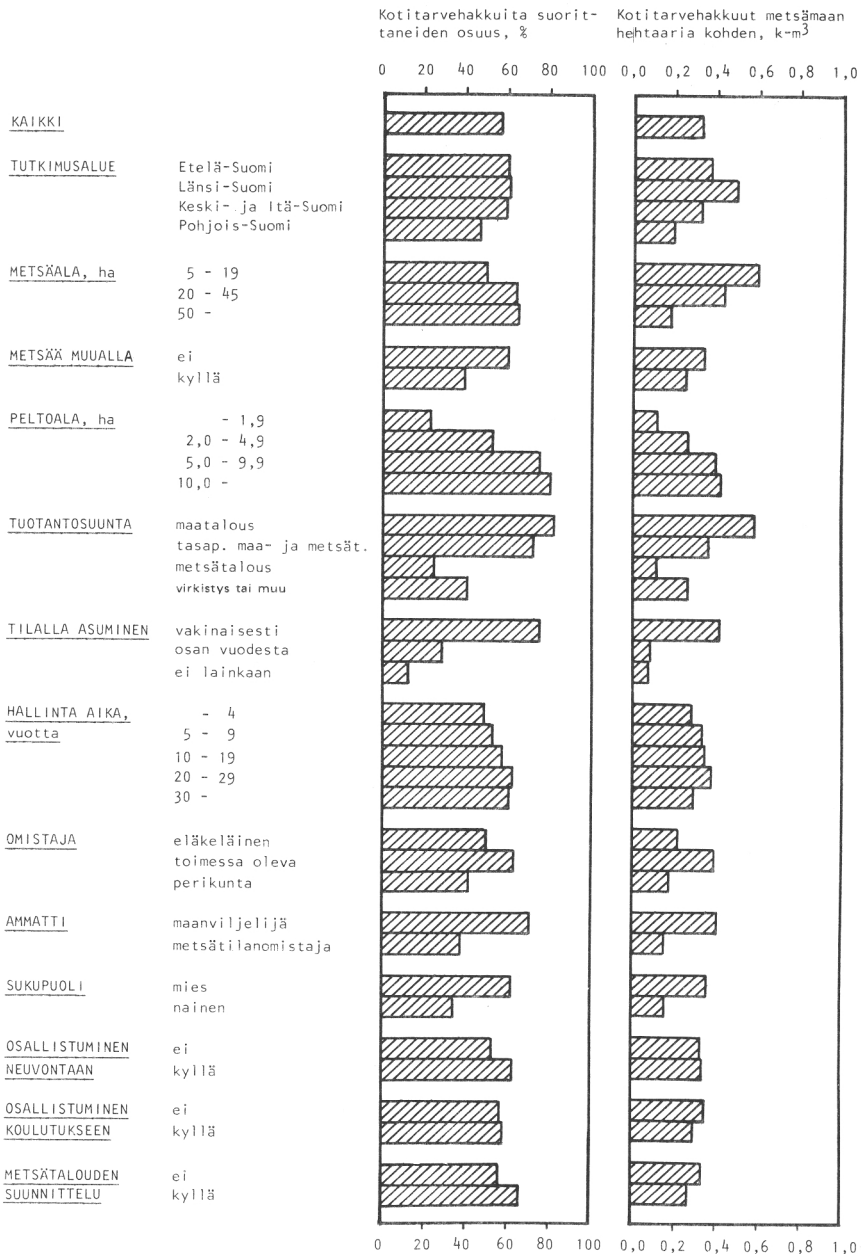 Kotitarvehakkuita suorit-
taneiden osuus, %
Kotitarvehakkuut metsämaan
hehtaaria kohden, k-m3
0 20 40 60 80 100
0,0 0,2 0,4 0,6 0,8 1,0
KAIKKI
TUTKIMUSALUE Etelä-Suomi
Länsi-Suomi
Keski- ja Itä-Suomi
Pohjois-Suomi
METSÄALA, ha 5 - 19
20 - 45
50 -
METSÄÄ MUUALLA ei
kyllä
PELTOALA, ha - 1,9
2,0 - 4,9
5,0 - 9,9
10,0 -
TUOTANTOSUUNTA maatalous
tasap. maa- ja metsät.
metsätalous
virkistys tai muu
TILALLA ASUMINEN vakinaisesti
osan vuodesta
ei lainkaan
HALLINTA AIKA, - 4
vuotta 5 - 9
10 - 19
20 - 29
30 -
OMISTAJA eläkeläinen
toimessa oleva
perikunta
AMMATTI maanviljelijä
metsätilanomistaja
SUKUPUOLI mies
nainen
OSALLISTUMINEN ei
NEUVONTAAN kyllä
OSALLISTUMINEN ei
KOULUTUKSEEN kyllä
METSÄTALOUDEN ei
SUUNNITTELU kyllä
0 20 40 60 80 100
0,0 0,2 0,4 0,6 0,8 1,0